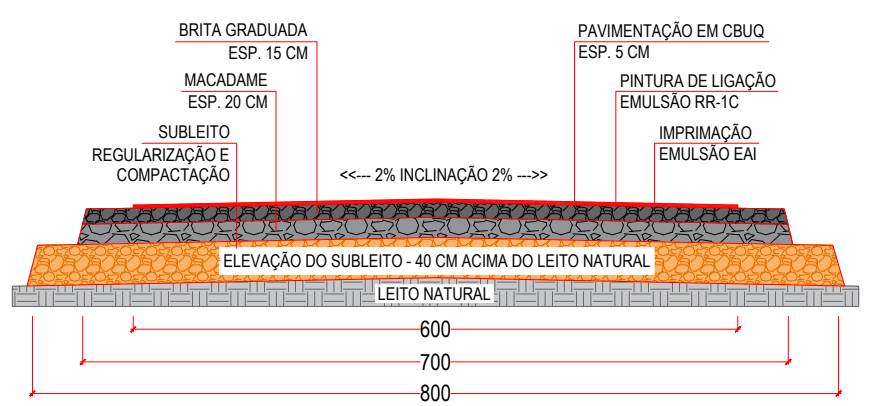 BRITA GRADUADA
ESP. 15 CM
MACADAME
ESP. 20 CM
SUBLEITO
REGULARIZAÇÃO E
COMPACTAÇÃO
PAVIMENTAÇÃO EM CBUQ
ESP. 5 CM
PINTURA DE LIGAÇÃO
EMULSÃO RR-1C
IMPRIMAÇÃO
EMULSÃO EAI
<<--- 2% INCLINAÇÃO 2% --->>
ELEVAÇÃO DO SUBLEITO - 40 CM ACIMA DO LEITO NATURAL
LEITO NATURAL
600
700
800